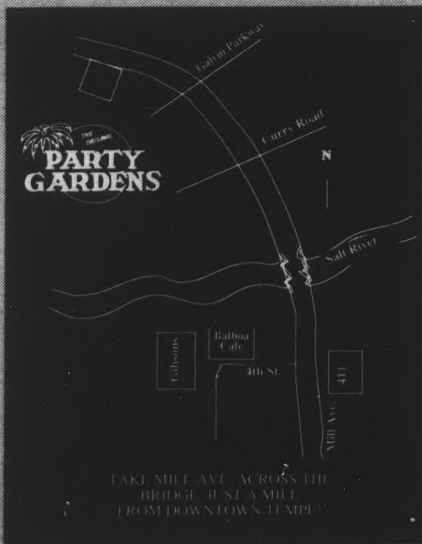 Galvin Parkway
THE
ORIGINAL
PARTY
GARDENS
Curry Road
N
Salt River
Gibsons
Balboa
Cafe
4th St.
411
Mill Ave.
TAKE MILL AVE. ACROSS THE
BRIDGE JUST A MILE
FROM DOWNTOWN TEMPE